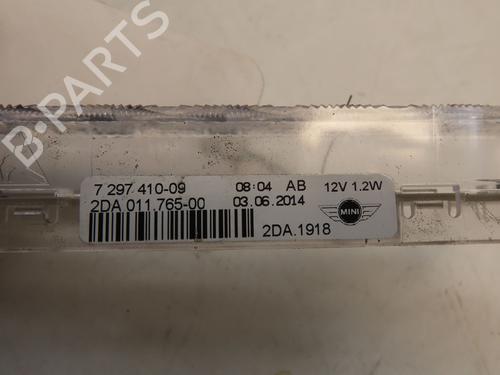 B-PARTS
7 297 410-09 08:04 AB 12V 1.2W
2DA 011.765-00 03.06.2014
MINI
2DA.1918